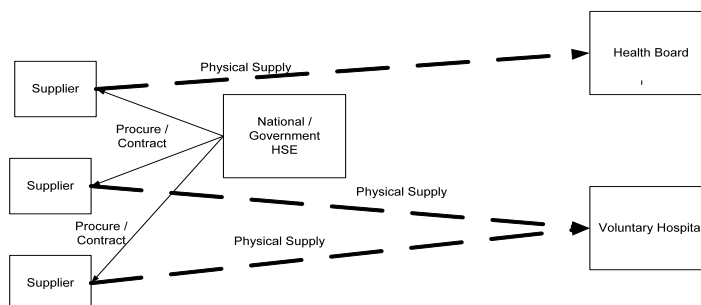 Physical Supply
Health Board
Supplier
National /
Government
HSE
Procure /
Contract
Supplier
Physical Supply
Voluntary Hospital
Procure /
Contract
Physical Supply
Supplier